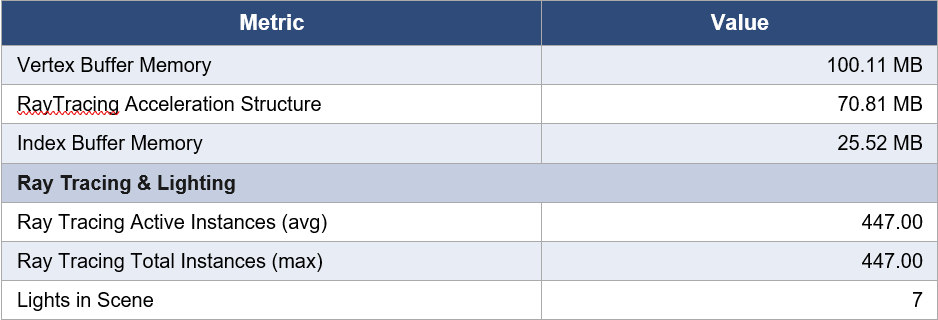 Metric Value
Vertex Buffer Memory 100.11 MB
RayTracing Acceleration Structure 70.81 MB
Index Buffer Memory 25.52 MB
Ray Tracing & Lighting
Ray Tracing Active Instances (avg) 447.00
Ray Tracing Total Instances (max) 447.00
Lights in Scene 7